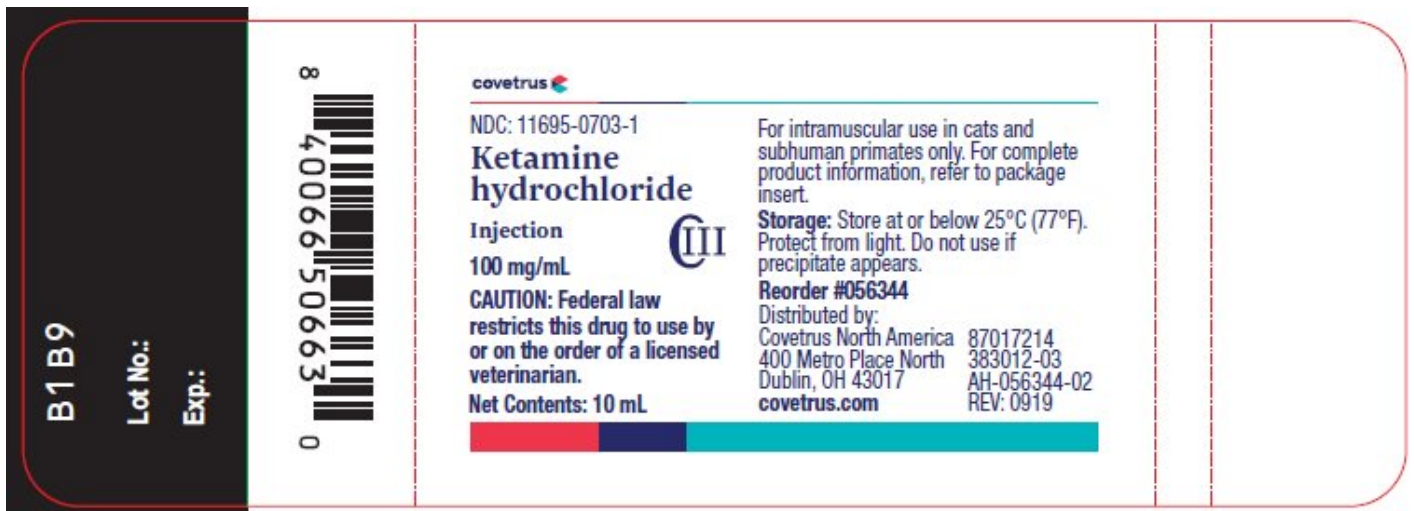 B1B9
Lot No.:
Exp.:
8 40066 50663 0
covetrus
NDC: 11695-0703-1
Ketamine
hydrochloride
Injection
CIII
100 mg/mL
CAUTION: Federal law
restricts this drug to use by
or on the order of a licensed
veterinarian.
Net Contents: 10 mL
For intramuscular use in cats and
subhuman primates only. For complete
product information, refer to package
insert.
Storage: Store at or below 25°C (77°F).
Protect from light. Do not use if
precipitate appears.
Reorder #056344
Distributed by:
Covetrus North America
400 Metro Place North
Dublin, OH 43017
covetrus.com
87017214
383012-03
AH-056344-02
REV: 0919